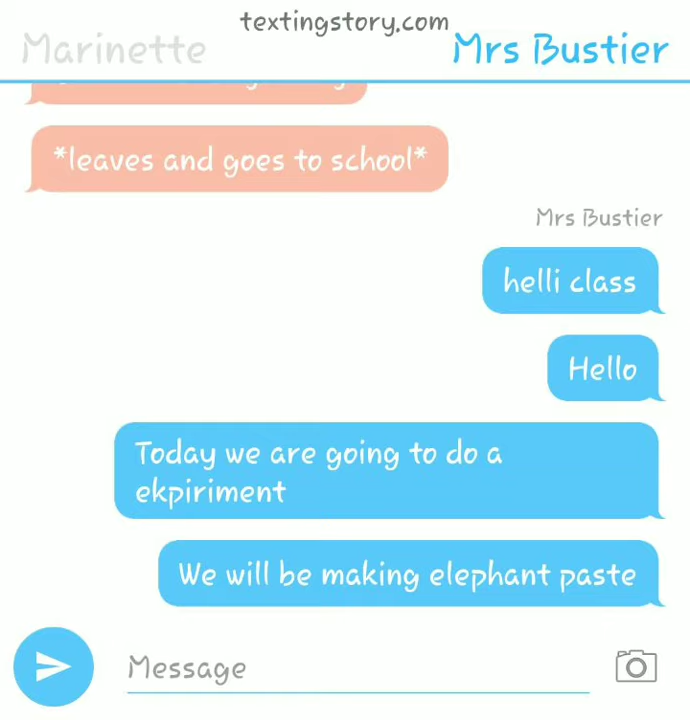 textingstory.com
Marinette
Mrs Bustier
*leaves and goes to school*
Mrs Bustier
helli class
Hello
Today we are going to do a
ekpiriment
We will be making elephant paste
Message